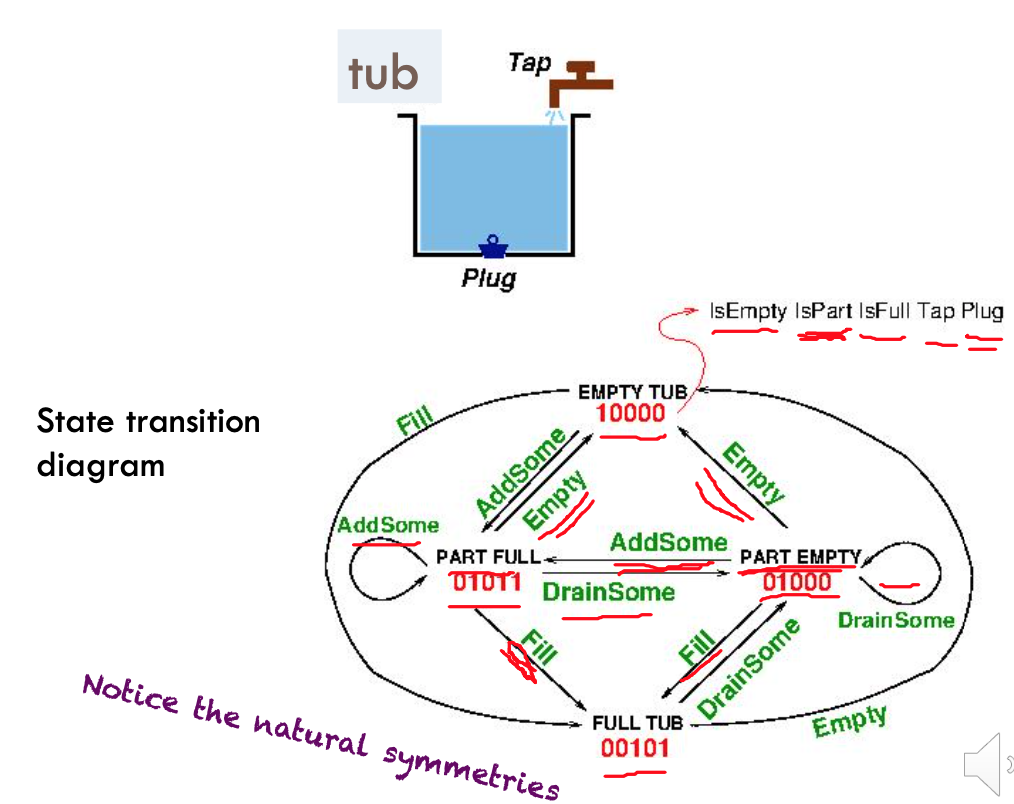 tub
Tap
Plug
IsEmpty IsPart IsFull Tap Plug
State transition
diagram
EMPTY TUB
10000
Fill
AddSome
Empty
Empty
AddSome
PART FULL
01011
AddSome
DrainSome
PART EMPTY
01000
DrainSome
Fill
Fill
DrainSome
FULL TUB
00101
Empty
Notice the natural symmetries